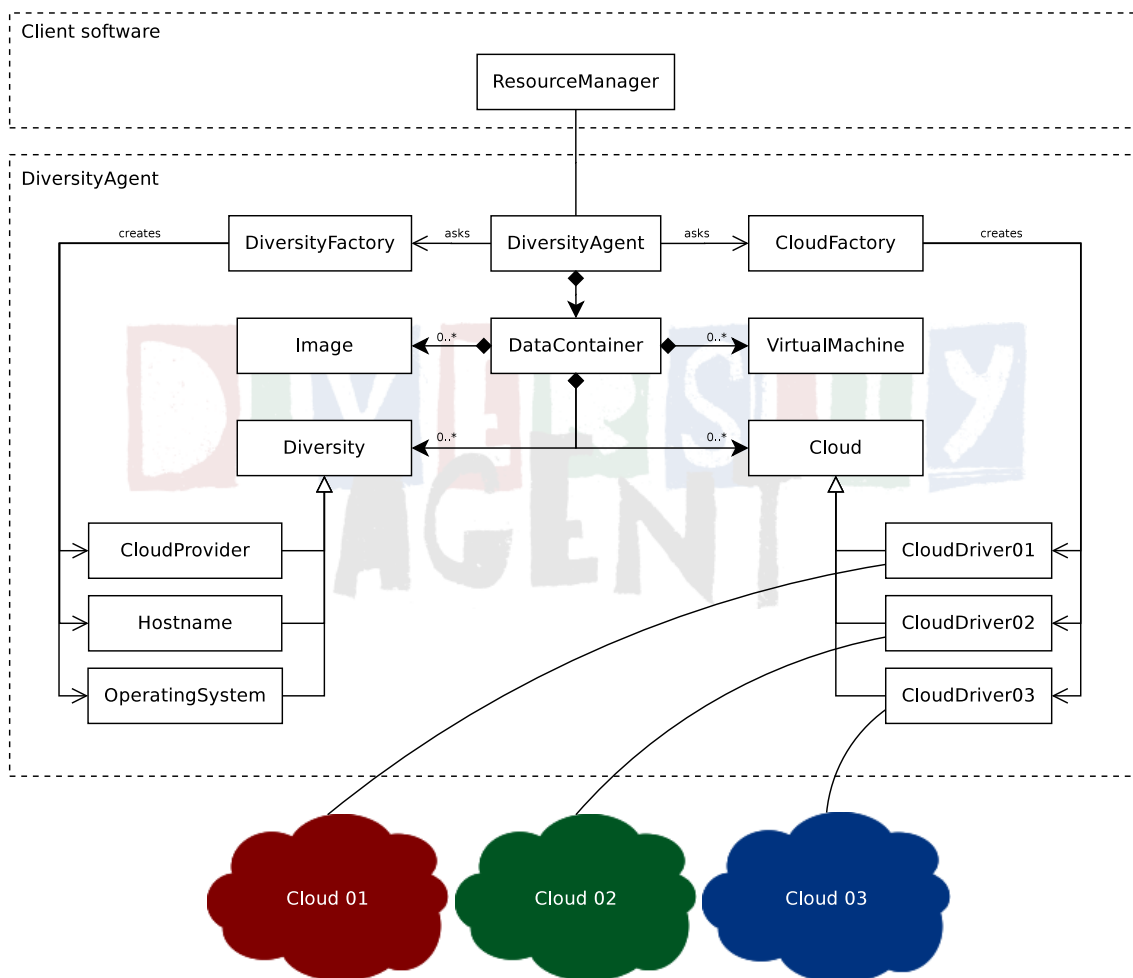 Client software
ResourceManager
DiversityAgent
creates
DiversityFactory
asks
DiversityAgent
asks
CloudFactory
creates
Image
0..*
DataContainer
0..*
VirtualMachine
DIVERSITY
AGENT
Diversity
0..*
0..*
Cloud
CloudProvider
CloudDriver01
Hostname
CloudDriver02
OperatingSystem
CloudDriver03
Cloud 01
Cloud 02
Cloud 03